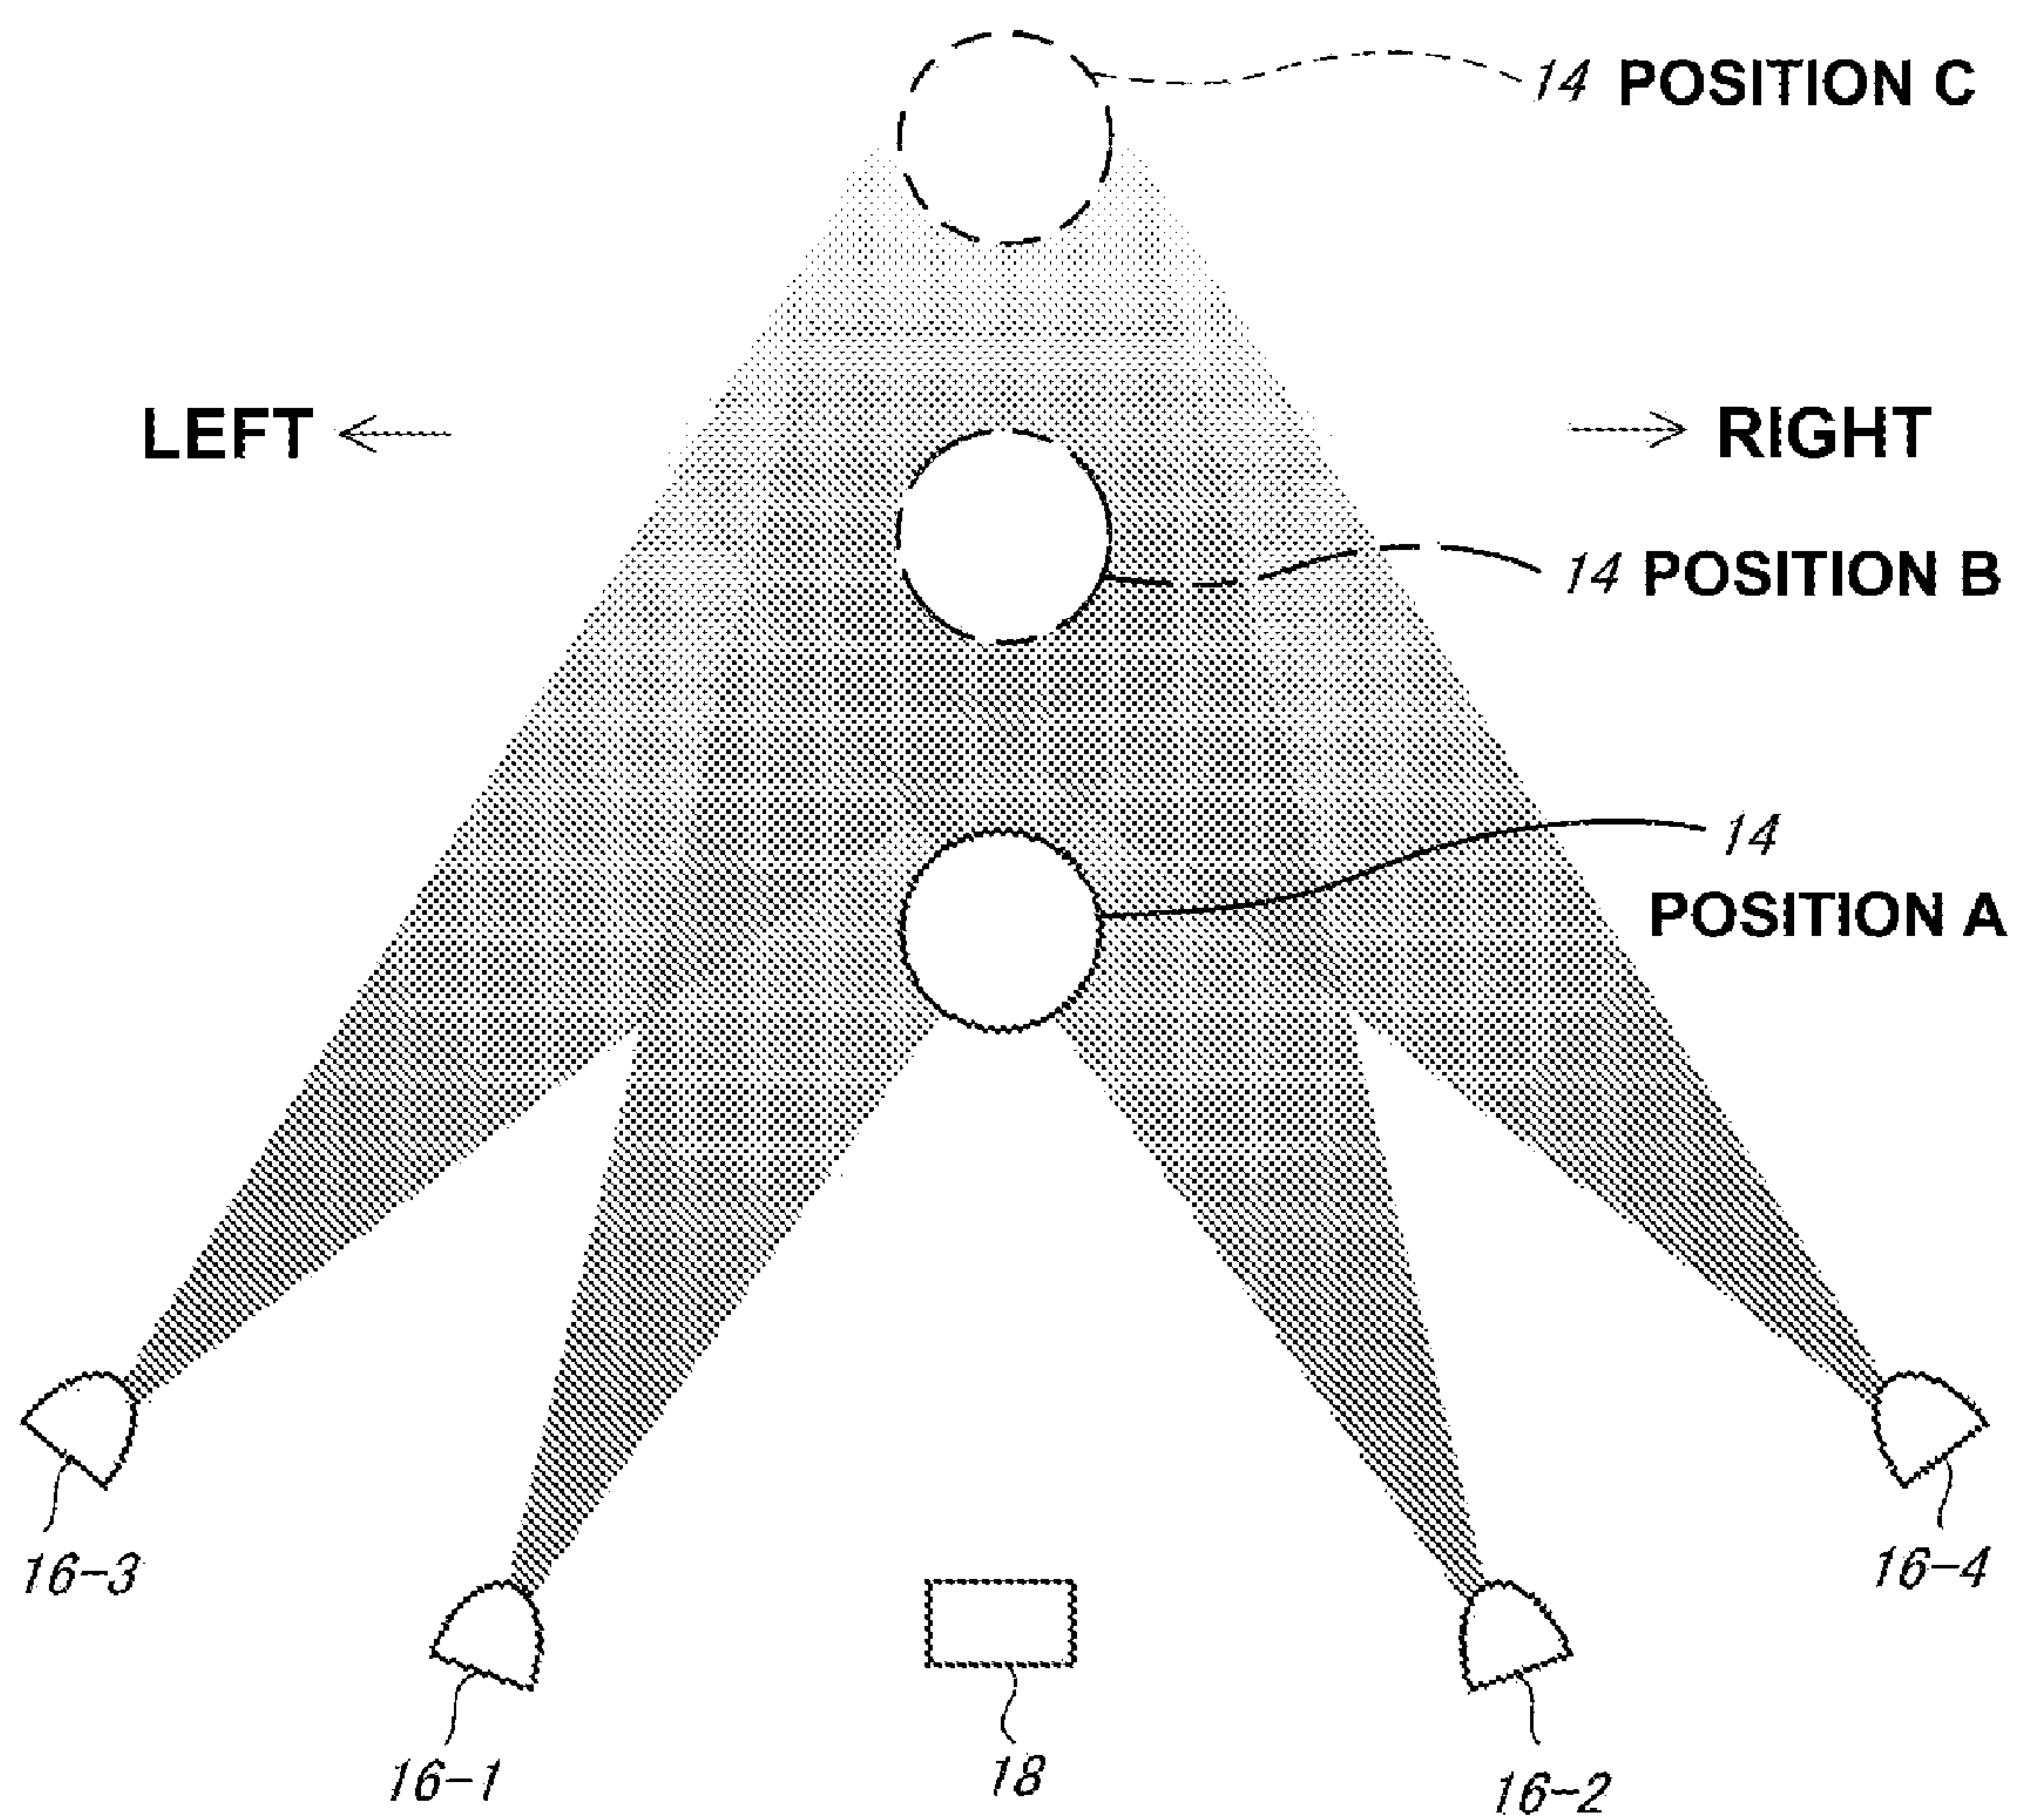 14 POSITION C
LEFT
RIGHT
14 POSITION B
14
POSITION A
16-3
16-4
16-1
18
16-2